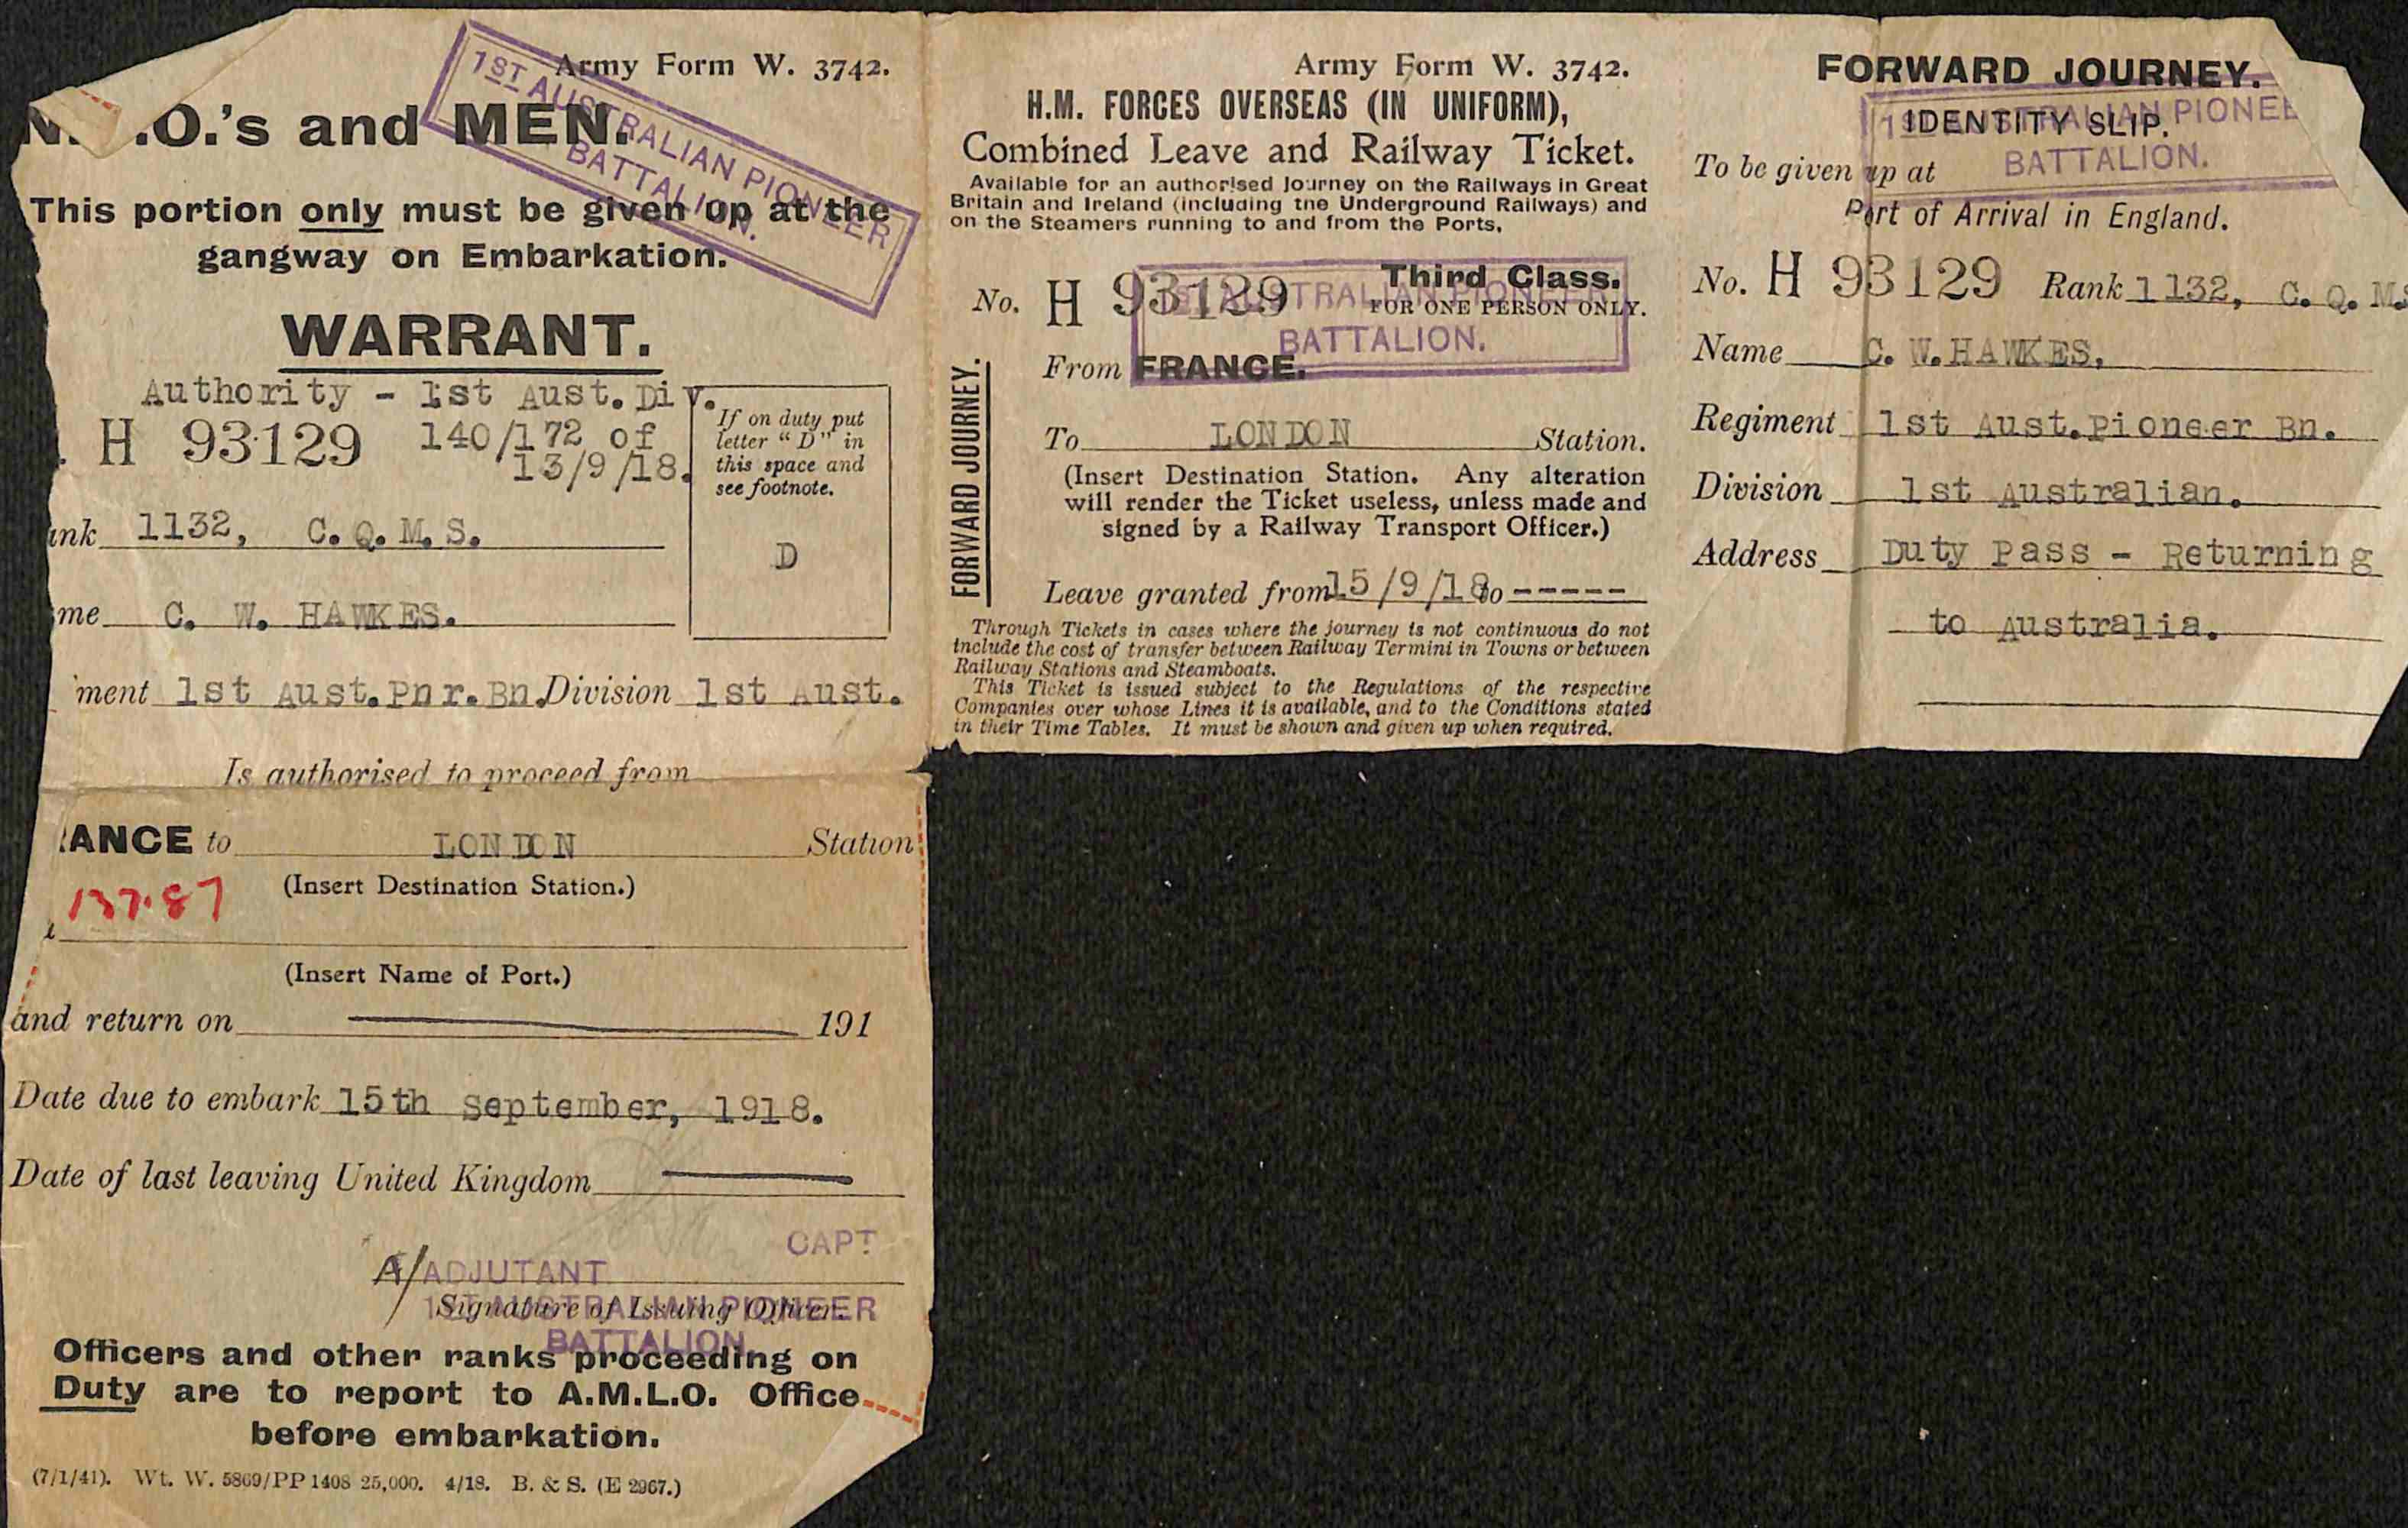 Army Form W. 3742.
1ST AUSTRALIAN PIONEER
BATTALION.
.O.'s and MEN.
This portion only must be given up at the
gangway on Embarkation.
WARRANT.
Authority - 1st Aust. Div.
H 93129 140/172 of
13/9/18.
If on duty put
letter "D" in
this space and
see footnote.
D
ank 1132, C.Q.M.S.
me C. W. HAWKES.
ment 1st Aust.Pnr.Bn. Division 1st Aust.
Is authorised to proceed from
RANCE to LONDON Station
137.87
(Insert Destination Station.)
(Insert Name of Port.)
and return on 191
Date due to embark 15th September, 1918.
Date of last leaving United Kingdom
CAPT
A/ADJUTANT
Signature of Issuing Officer.
1ST AUSTRALIAN PIONEER
BATTALION.
Officers and other ranks proceeding on
Duty are to report to A.M.L.O. Office
before embarkation.
(7/1/41). Wt. W. 5869/PP 1408 25,000. 4/18. B. & S. (E 2967.)
Army Form W. 3742.
H.M. FORCES OVERSEAS (IN UNIFORM),
Combined Leave and Railway Ticket.
Available for an authorised Journey on the Railways in Great
Britain and Ireland (including the Underground Railways) and
on the Steamers running to and from the Ports.
No. H 93129 Third Class.
FOR ONE PERSON ONLY.
1ST AUSTRALIAN PIONEER
BATTALION.
FORWARD JOURNEY.
From FRANCE.
To LONDON Station.
(Insert Destination Station. Any alteration
will render the Ticket useless, unless made and
signed by a Railway Transport Officer.)
Leave granted from 15/9/18 to -----
Through Tickets in cases where the journey is not continuous do not
include the cost of transfer between Railway Termini in Towns or between
Railway Stations and Steamboats.
This Ticket is issued subject to the Regulations of the respective
Companies over whose Lines it is available, and to the Conditions stated
in their Time Tables. It must be shown and given up when required.
FORWARD JOURNEY.
IDENTITY SLIP.
1ST AUSTRALIAN PIONEE
BATTALION.
To be given up at
Port of Arrival in England.
No. H 93129 Rank 1132, C.Q.M.S
Name C. W. HAWKES.
Regiment 1st Aust.Pioneer Bn.
Division 1st Australian.
Address Duty Pass - Returning
to Australia.